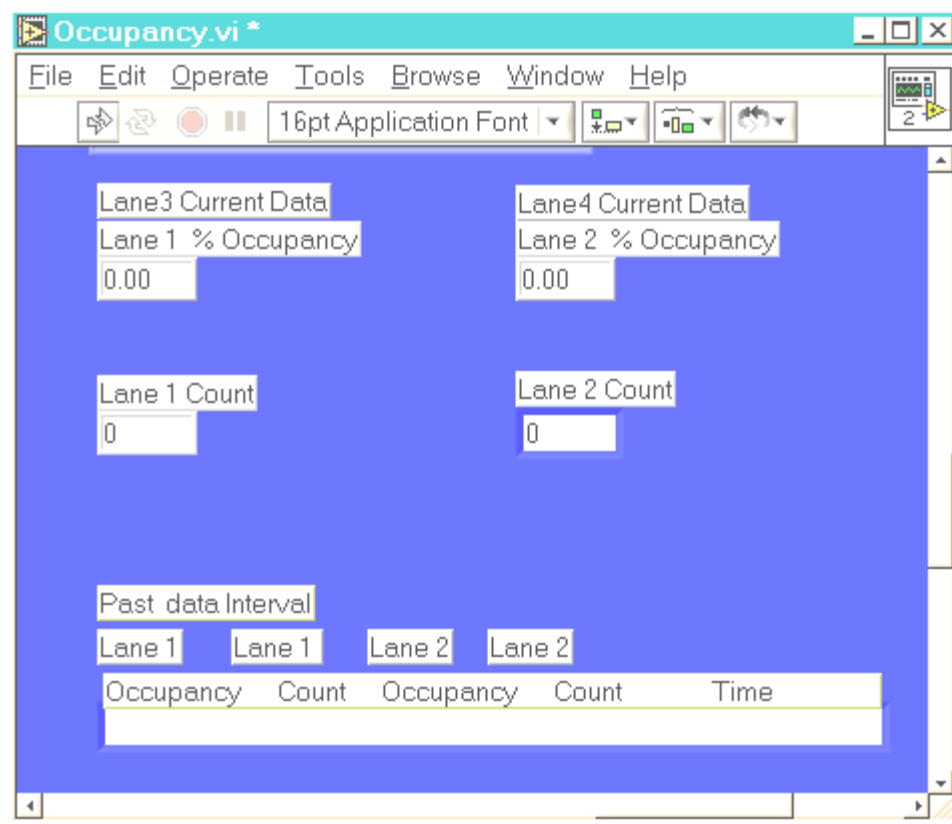 Occupancy.vi *
File Edit Operate Tools Browse Window Help
16pt Application Font
2
Lane3 Current Data Lane4 Current Data
Lane 1 % Occupancy Lane 2 % Occupancy
0.00 0.00
Lane 1 Count Lane 2 Count
0 0
Past data Interval
Lane 1 Lane 1 Lane 2 Lane 2
Occupancy Count Occupancy Count Time